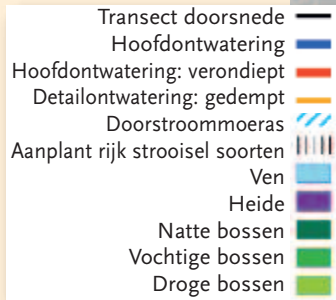 Transect doorsnede
Hoofdontwatering
Hoofdontwatering: verondiept
Detailontwatering: gedempt
Doorstroommoeras
Aanplant rijk strooisel soorten
Ven
Heide
Natte bossen
Vochtige bossen
Droge bossen